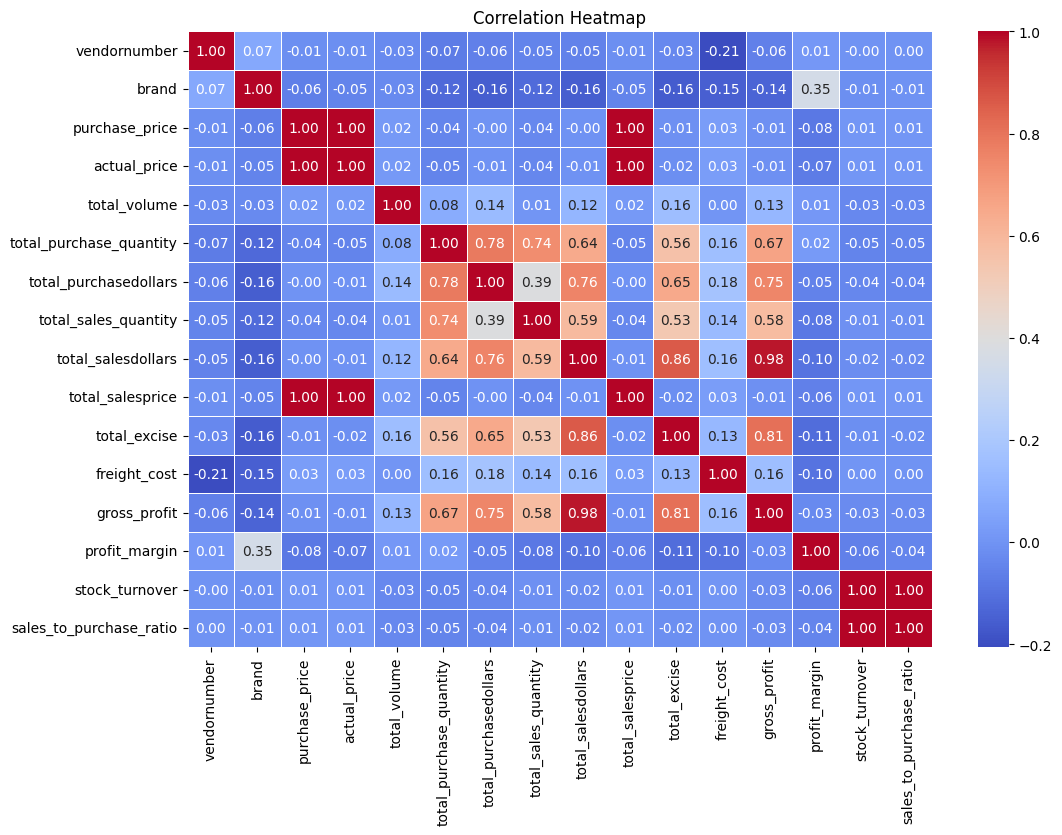 Correlation Heatmap
vendornumber 1.00 0.07 -0.01 -0.01 -0.03 -0.07 -0.06 -0.05 -0.05 -0.01 -0.03 -0.21 -0.06 0.01 -0.00 0.00
brand 0.07 1.00 -0.06 -0.05 -0.03 -0.12 -0.16 -0.12 -0.16 -0.05 -0.16 -0.15 -0.14 0.35 -0.01 -0.01
purchase_price -0.01 -0.06 1.00 1.00 0.02 -0.04 -0.00 -0.04 -0.00 1.00 -0.01 0.03 -0.01 -0.08 0.01 0.01
actual_price -0.01 -0.05 1.00 1.00 0.02 -0.05 -0.01 -0.04 -0.01 1.00 -0.02 0.03 -0.01 -0.07 0.01 0.01
total_volume -0.03 -0.03 0.02 0.02 1.00 0.08 0.14 0.01 0.12 0.02 0.16 0.00 0.13 0.01 -0.03 -0.03
total_purchase_quantity -0.07 -0.12 -0.04 -0.05 0.08 1.00 0.78 0.74 0.64 -0.05 0.56 0.16 0.67 0.02 -0.05 -0.05
total_purchasedollars -0.06 -0.16 -0.00 -0.01 0.14 0.78 1.00 0.39 0.76 -0.00 0.65 0.18 0.75 -0.05 -0.04 -0.04
total_sales_quantity -0.05 -0.12 -0.04 -0.04 0.01 0.74 0.39 1.00 0.59 -0.04 0.53 0.14 0.58 -0.08 -0.01 -0.01
total_salesdollars -0.05 -0.16 -0.00 -0.01 0.12 0.64 0.76 0.59 1.00 -0.01 0.86 0.16 0.98 -0.10 -0.02 -0.02
total_salesprice -0.01 -0.05 1.00 1.00 0.02 -0.05 -0.00 -0.04 -0.01 1.00 -0.02 0.03 -0.01 -0.06 0.01 0.01
total_excise -0.03 -0.16 -0.01 -0.02 0.16 0.56 0.65 0.53 0.86 -0.02 1.00 0.13 0.81 -0.11 -0.01 -0.02
freight_cost -0.21 -0.15 0.03 0.03 0.00 0.16 0.18 0.14 0.16 0.03 0.13 1.00 0.16 -0.10 0.00 0.00
gross_profit -0.06 -0.14 -0.01 -0.01 0.13 0.67 0.75 0.58 0.98 -0.01 0.81 0.16 1.00 -0.03 -0.03 -0.03
profit_margin 0.01 0.35 -0.08 -0.07 0.01 0.02 -0.05 -0.08 -0.10 -0.06 -0.11 -0.10 -0.03 1.00 -0.06 -0.04
stock_turnover -0.00 -0.01 0.01 0.01 -0.03 -0.05 -0.04 -0.01 -0.02 0.01 -0.01 0.00 -0.03 -0.06 1.00 1.00
sales_to_purchase_ratio 0.00 -0.01 0.01 0.01 -0.03 -0.05 -0.04 -0.01 -0.02 0.01 -0.02 0.00 -0.03 -0.04 1.00 1.00
vendornumber
brand
purchase_price
actual_price
total_volume
total_purchase_quantity
total_purchasedollars
total_sales_quantity
total_salesdollars
total_salesprice
total_excise
freight_cost
gross_profit
profit_margin
stock_turnover
sales_to_purchase_ratio
1.0
0.8
0.6
0.4
0.2
0.0
−0.2